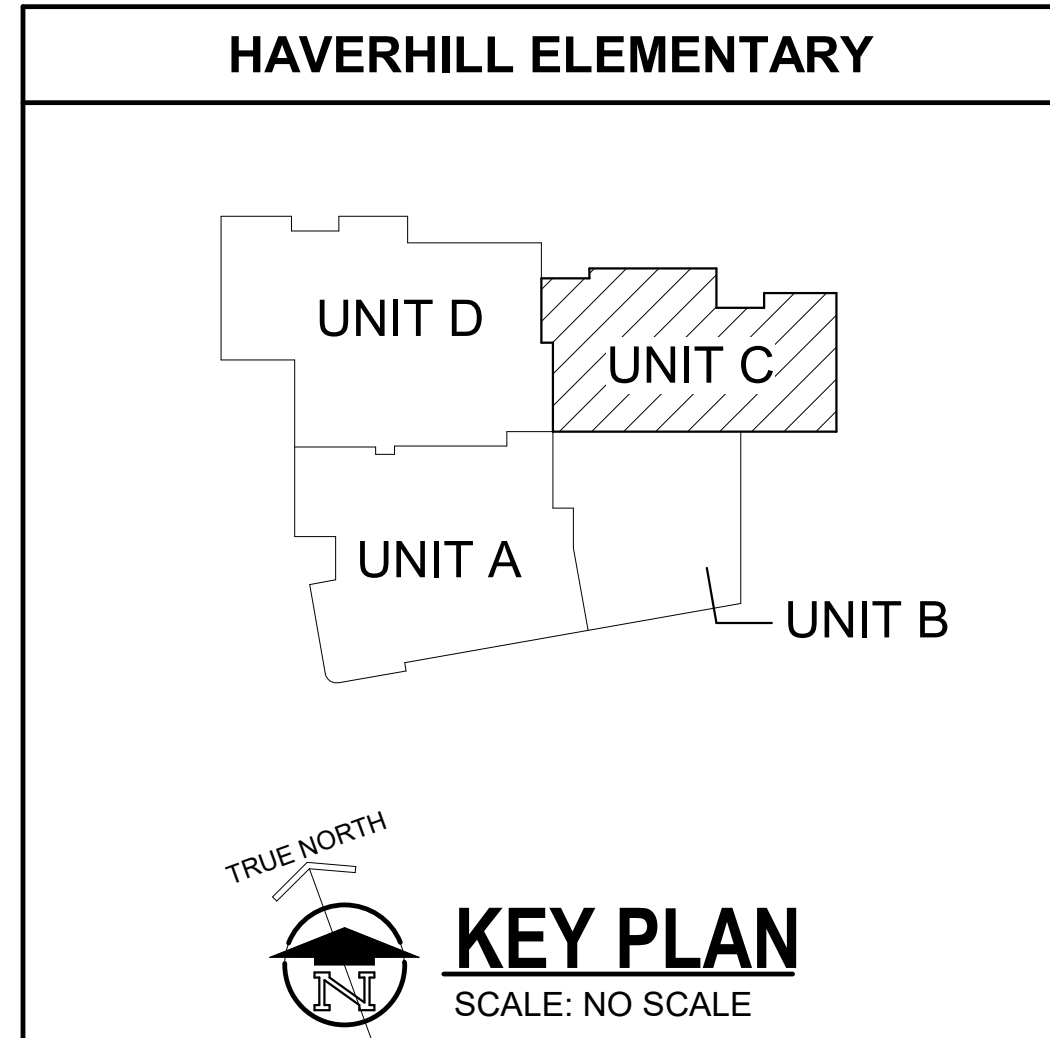 HAVERHILL ELEMENTARY
UNIT D
UNIT C
UNIT A
UNIT B
TRUE NORTH
N
KEY PLAN
SCALE: NO SCALE